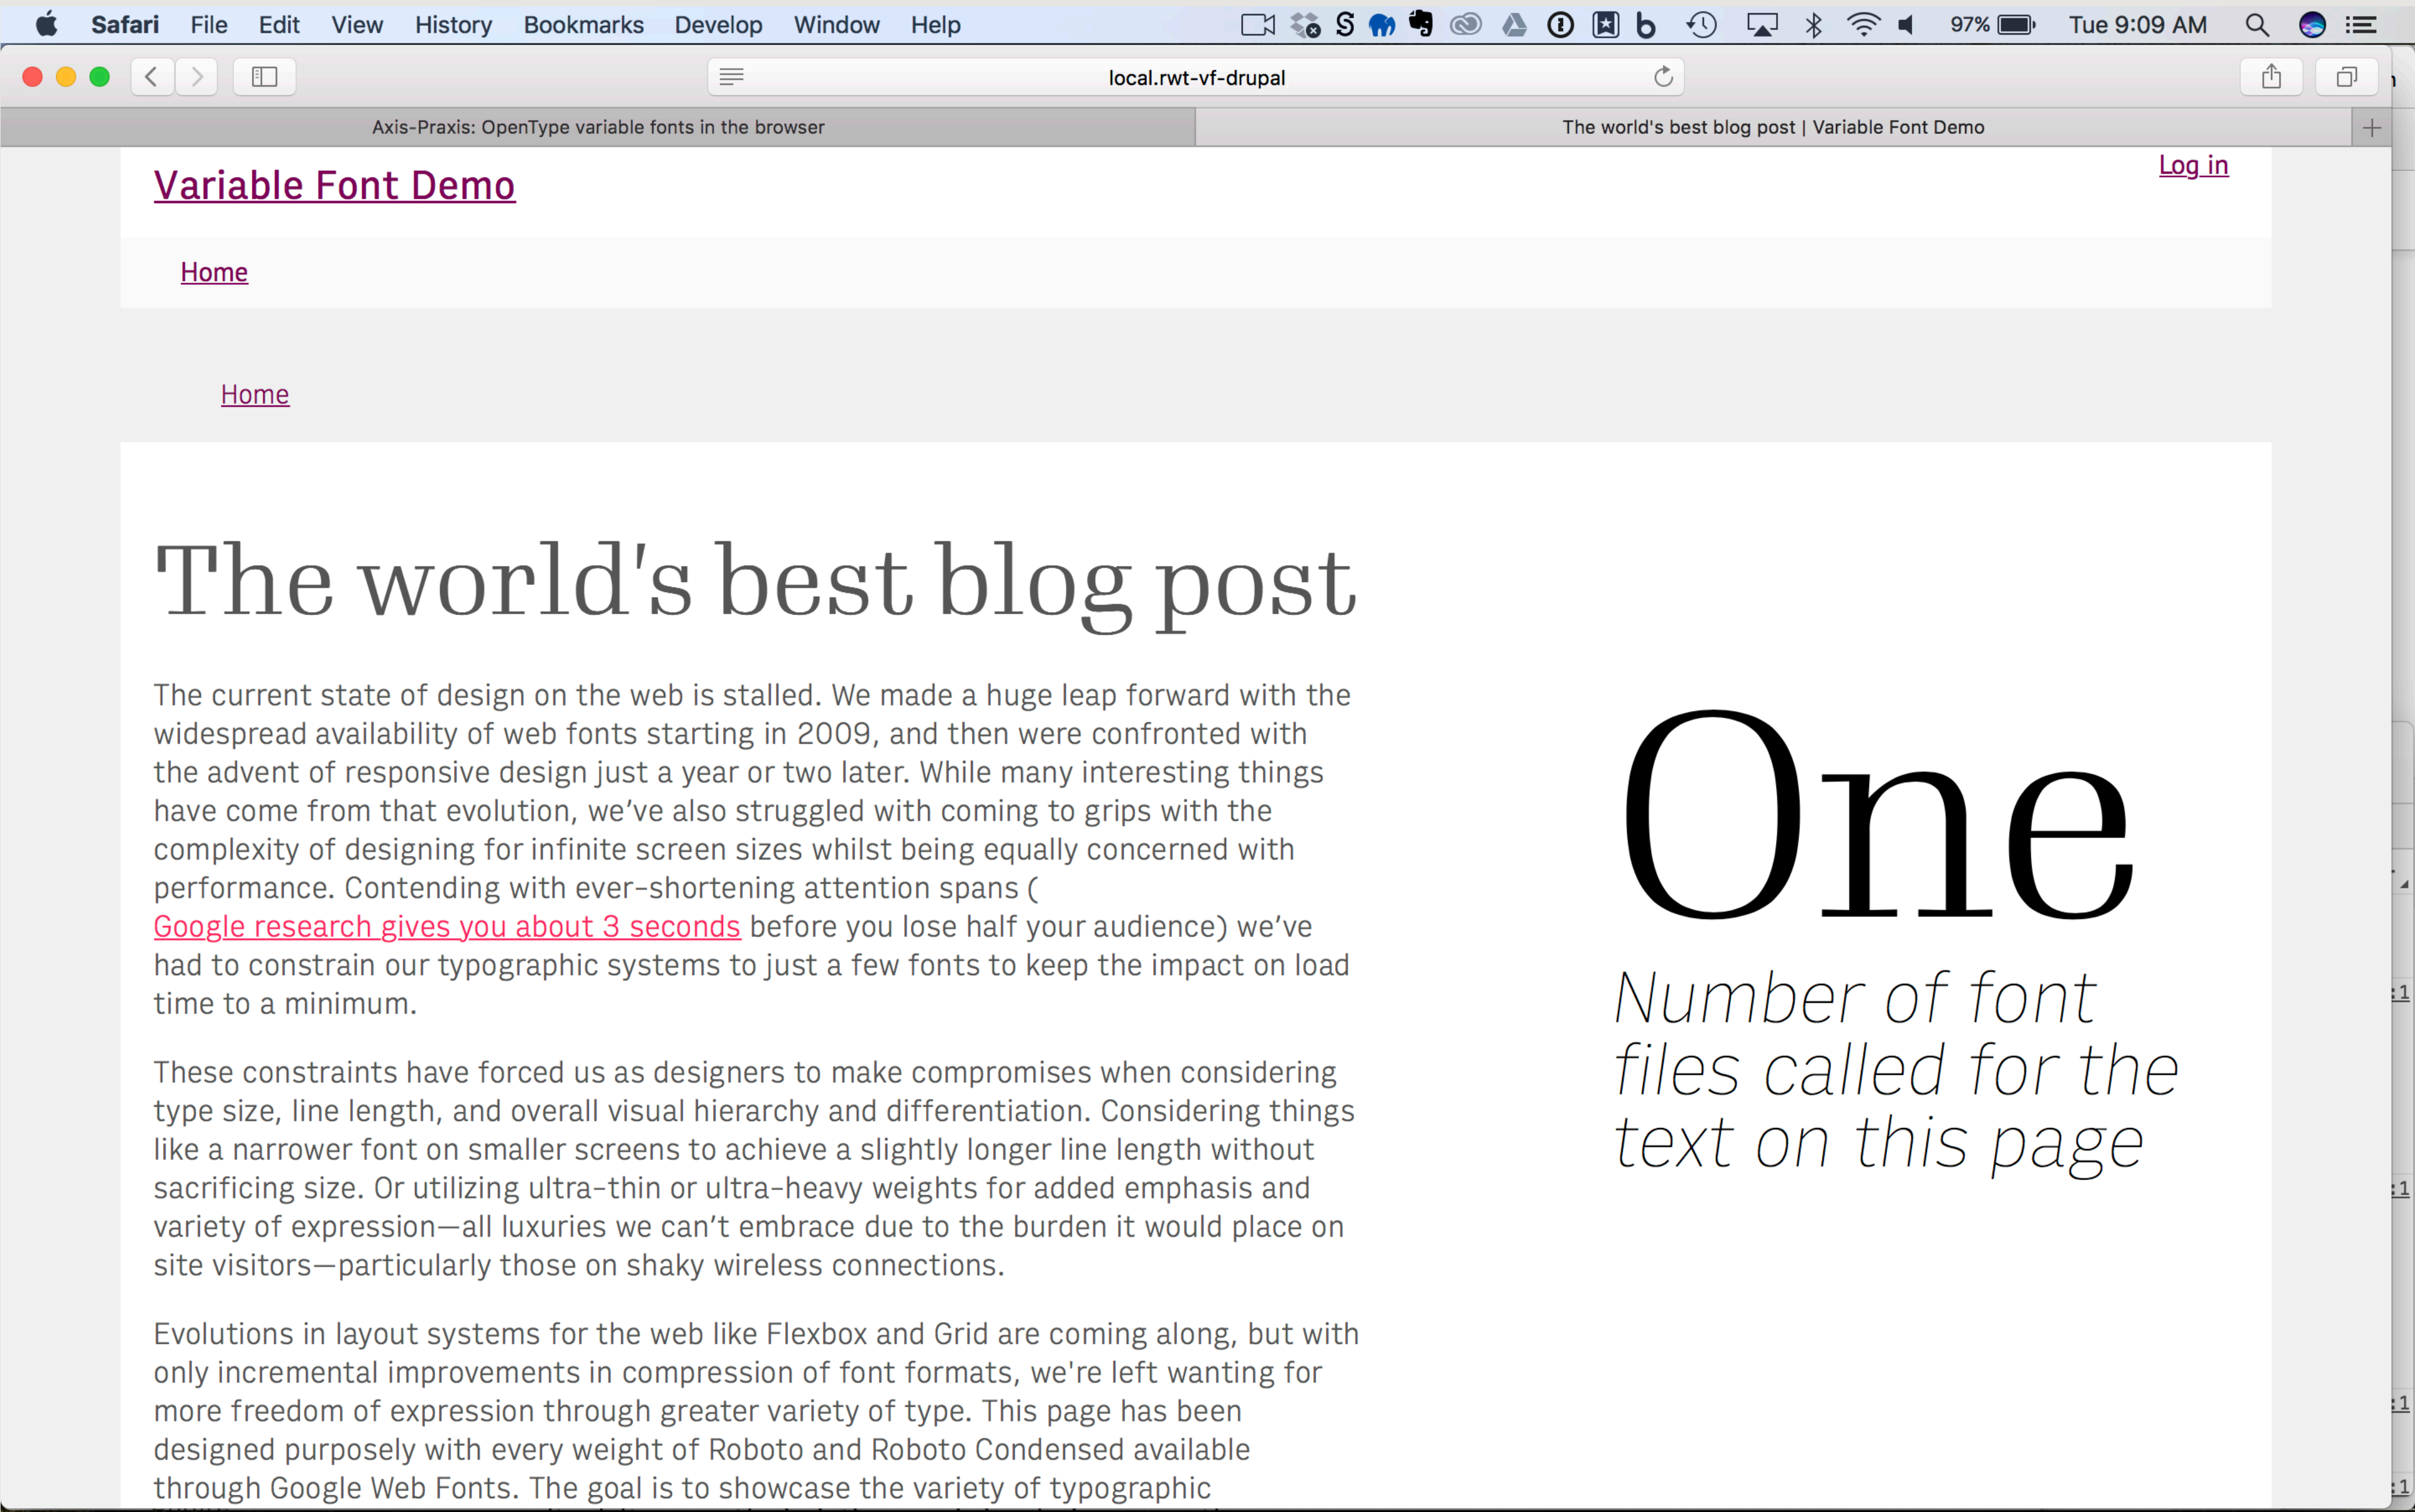 Safari File Edit View History Bookmarks Develop Window Help 97% Tue 9:09 AM
local.rwt-vf-drupal
Axis-Praxis: OpenType variable fonts in the browser
The world's best blog post | Variable Font Demo
Variable Font Demo
Log in
Home
Home
The world's best blog post
The current state of design on the web is stalled. We made a huge leap forward with the
widespread availability of web fonts starting in 2009, and then were confronted with
the advent of responsive design just a year or two later. While many interesting things
have come from that evolution, we’ve also struggled with coming to grips with the
complexity of designing for infinite screen sizes whilst being equally concerned with
performance. Contending with ever-shortening attention spans (
Google research gives you about 3 seconds before you lose half your audience) we’ve
had to constrain our typographic systems to just a few fonts to keep the impact on load
time to a minimum.
These constraints have forced us as designers to make compromises when considering
type size, line length, and overall visual hierarchy and differentiation. Considering things
like a narrower font on smaller screens to achieve a slightly longer line length without
sacrificing size. Or utilizing ultra-thin or ultra-heavy weights for added emphasis and
variety of expression—all luxuries we can’t embrace due to the burden it would place on
site visitors—particularly those on shaky wireless connections.
Evolutions in layout systems for the web like Flexbox and Grid are coming along, but with
only incremental improvements in compression of font formats, we're left wanting for
more freedom of expression through greater variety of type. This page has been
designed purposely with every weight of Roboto and Roboto Condensed available
through Google Web Fonts. The goal is to showcase the variety of typographic
One
Number of font
files called for the
text on this page
:1
:1
:1
:1